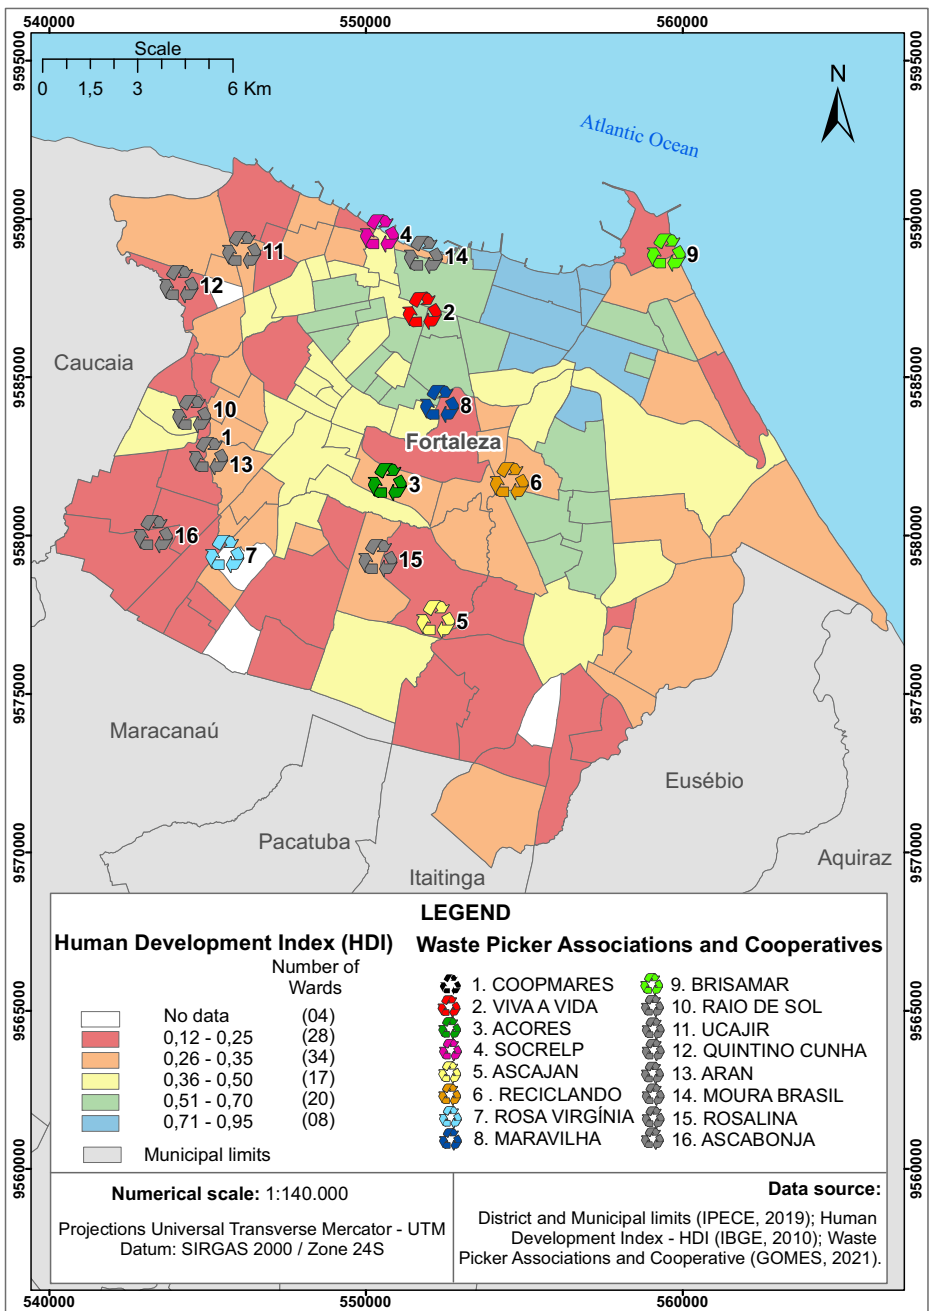 540000
550000
560000
Scale
0 1,5 3 6 Km
N
Atlantic Ocean
9595000
9595000
9590000
9590000
4
14
11
9
12
2
Caucaia
9585000
9585000
8
10
1
Fortaleza
13
3
6
9580000
9580000
16
7
15
5
9575000
9575000
Maracanaú
Eusébio
Pacatuba
9570000
9570000
Aquiraz
Itaitinga
LEGEND
Human Development Index (HDI)
Number of
Wards
No data (04)
0,12 - 0,25 (28)
0,26 - 0,35 (34)
0,36 - 0,50 (17)
0,51 - 0,70 (20)
0,71 - 0,95 (08)
Municipal limits
Waste Picker Associations and Cooperatives
1. COOPMARES
2. VIVA A VIDA
3. ACORES
4. SOCRELP
5. ASCAJAN
6 . RECICLANDO
7. ROSA VIRGÍNIA
8. MARAVILHA
9. BRISAMAR
10. RAIO DE SOL
11. UCAJIR
12. QUINTINO CUNHA
13. ARAN
14. MOURA BRASIL
15. ROSALINA
16. ASCABONJA
9565000
9565000
9560000
9560000
Numerical scale: 1:140.000
Projections Universal Transverse Mercator - UTM
Datum: SIRGAS 2000 / Zone 24S
Data source:
District and Municipal limits (IPECE, 2019); Human
Development Index - HDI (IBGE, 2010); Waste
Picker Associations and Cooperative (GOMES, 2021).
540000
550000
560000